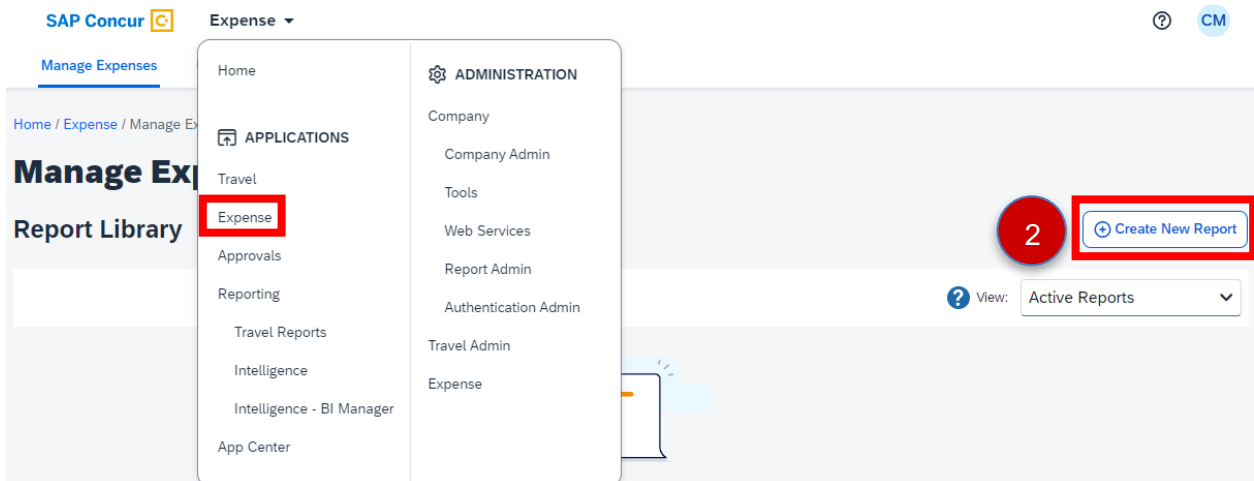 SAP Concur C
Expense
CM
Manage Expenses
Home
ADMINISTRATION
Company
Home / Expense / Manage Ex
APPLICATIONS
Company Admin
Manage Exp
Travel
Tools
Expense
Report Library
Web Services
2
Create New Report
Approvals
Report Admin
Reporting
Authentication Admin
? View: Active Reports
Travel Reports
Travel Admin
Intelligence
Expense
Intelligence - BI Manager
App Center